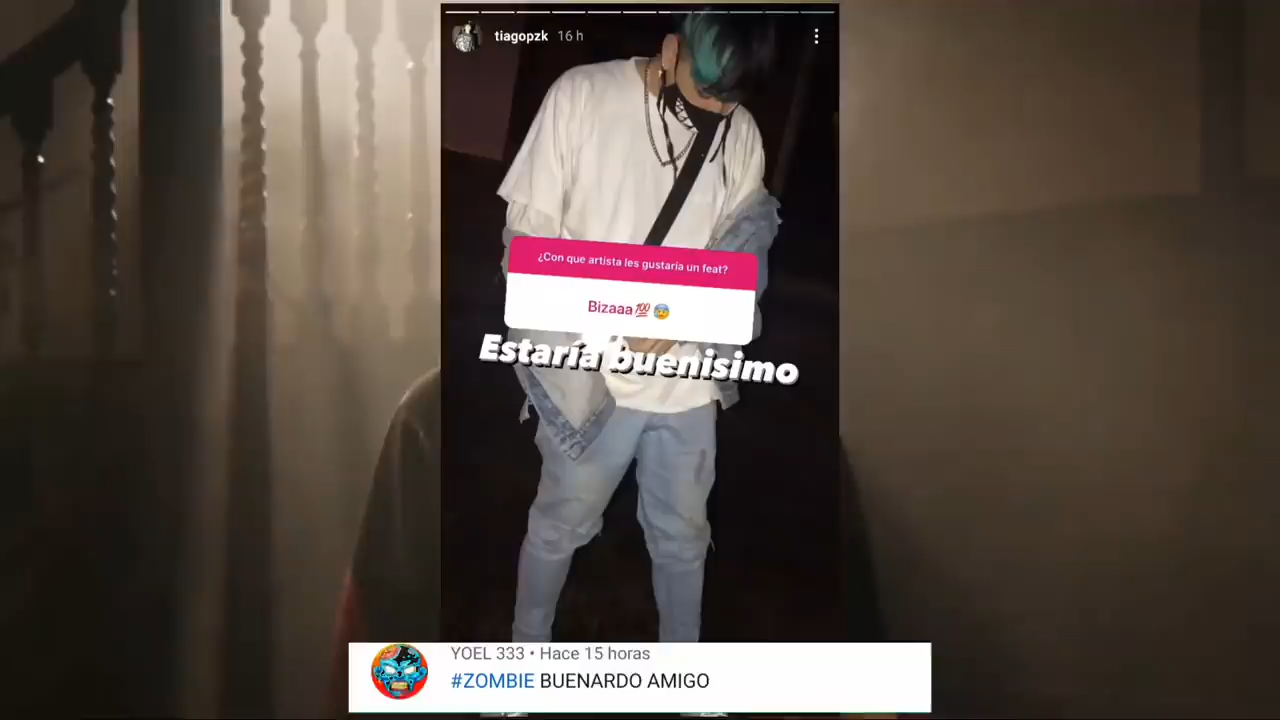 tiagopzk 16 h
¿Con que artista les gustaria un feat?
Bizaaa💯😰
Estaría buenisimo
YOEL 333 • Hace 15 horas
#ZOMBIE BUENARDO AMIGO